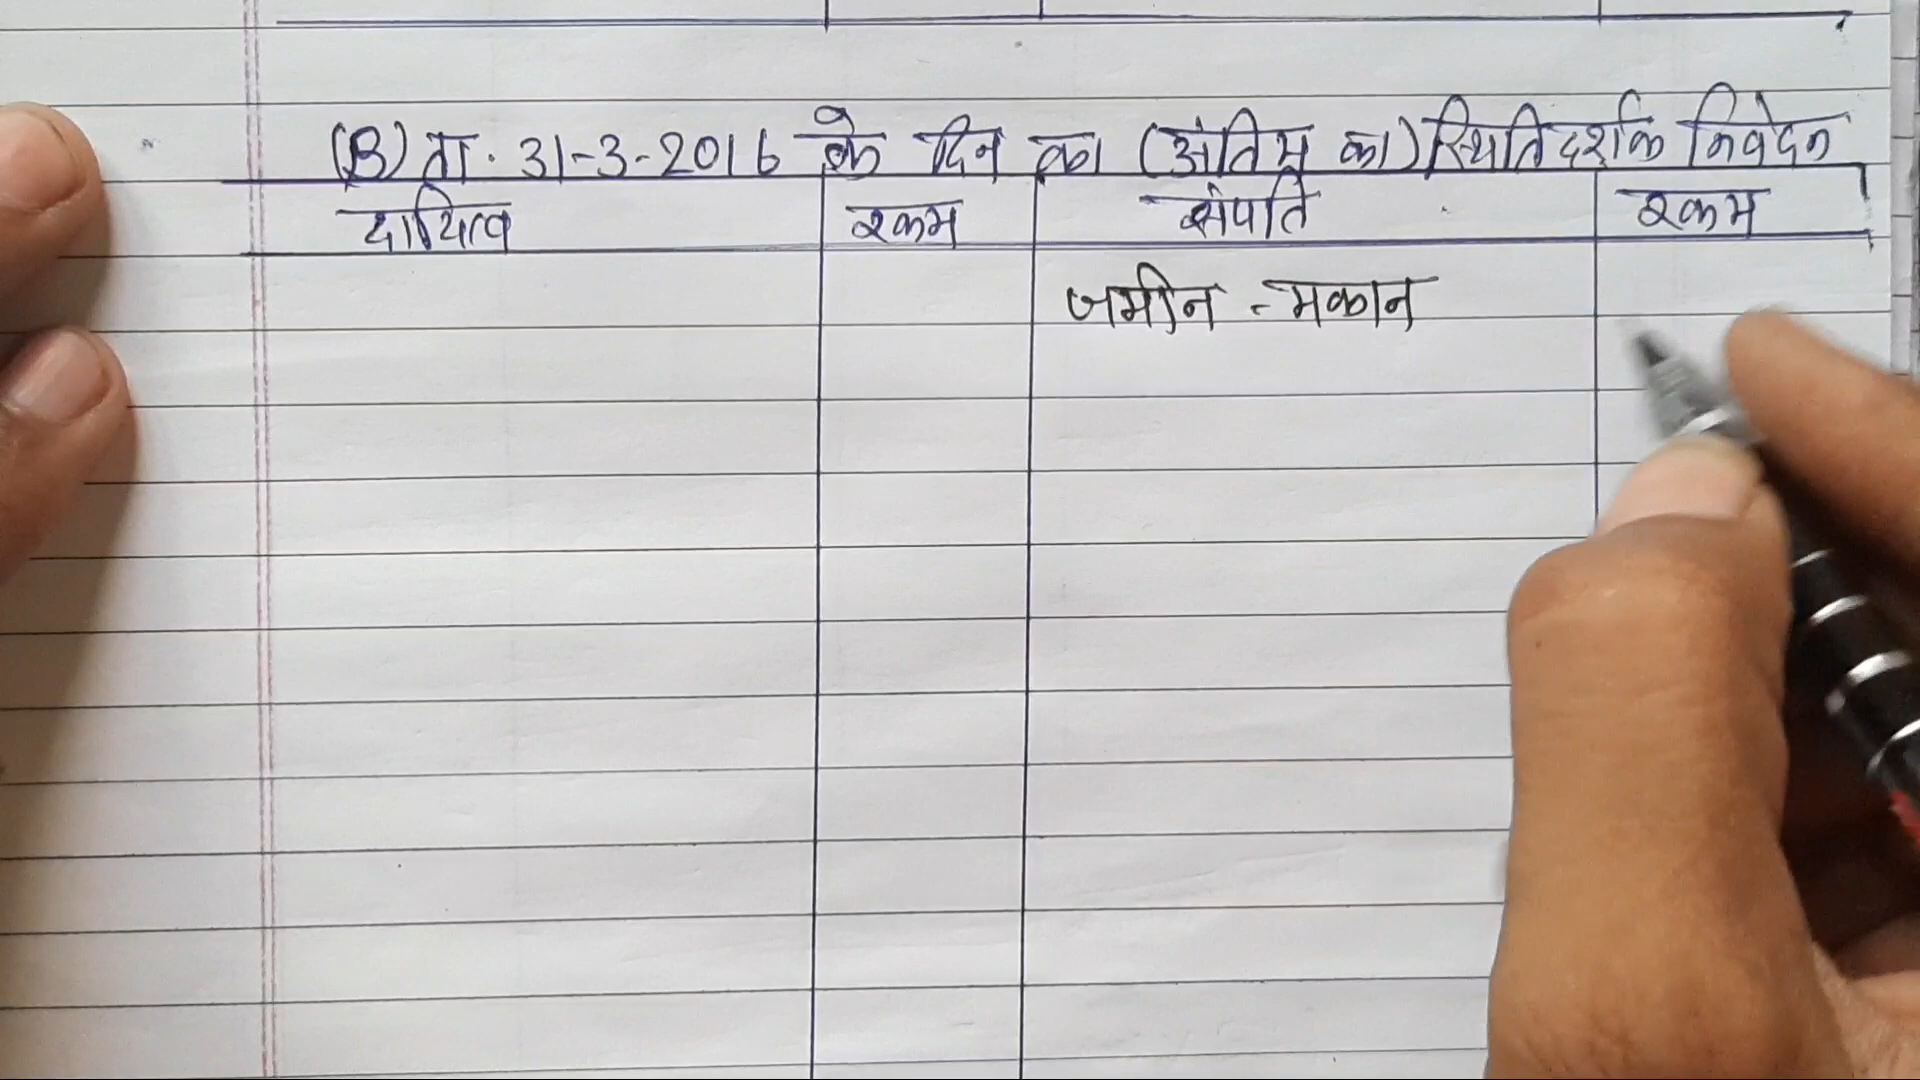 (B) ता. 31-3-2016 के दिन का (अंतिम का) स्थितिदर्शक निवेदन
दायित्व रकम संपति रकम
जमीन - मकान